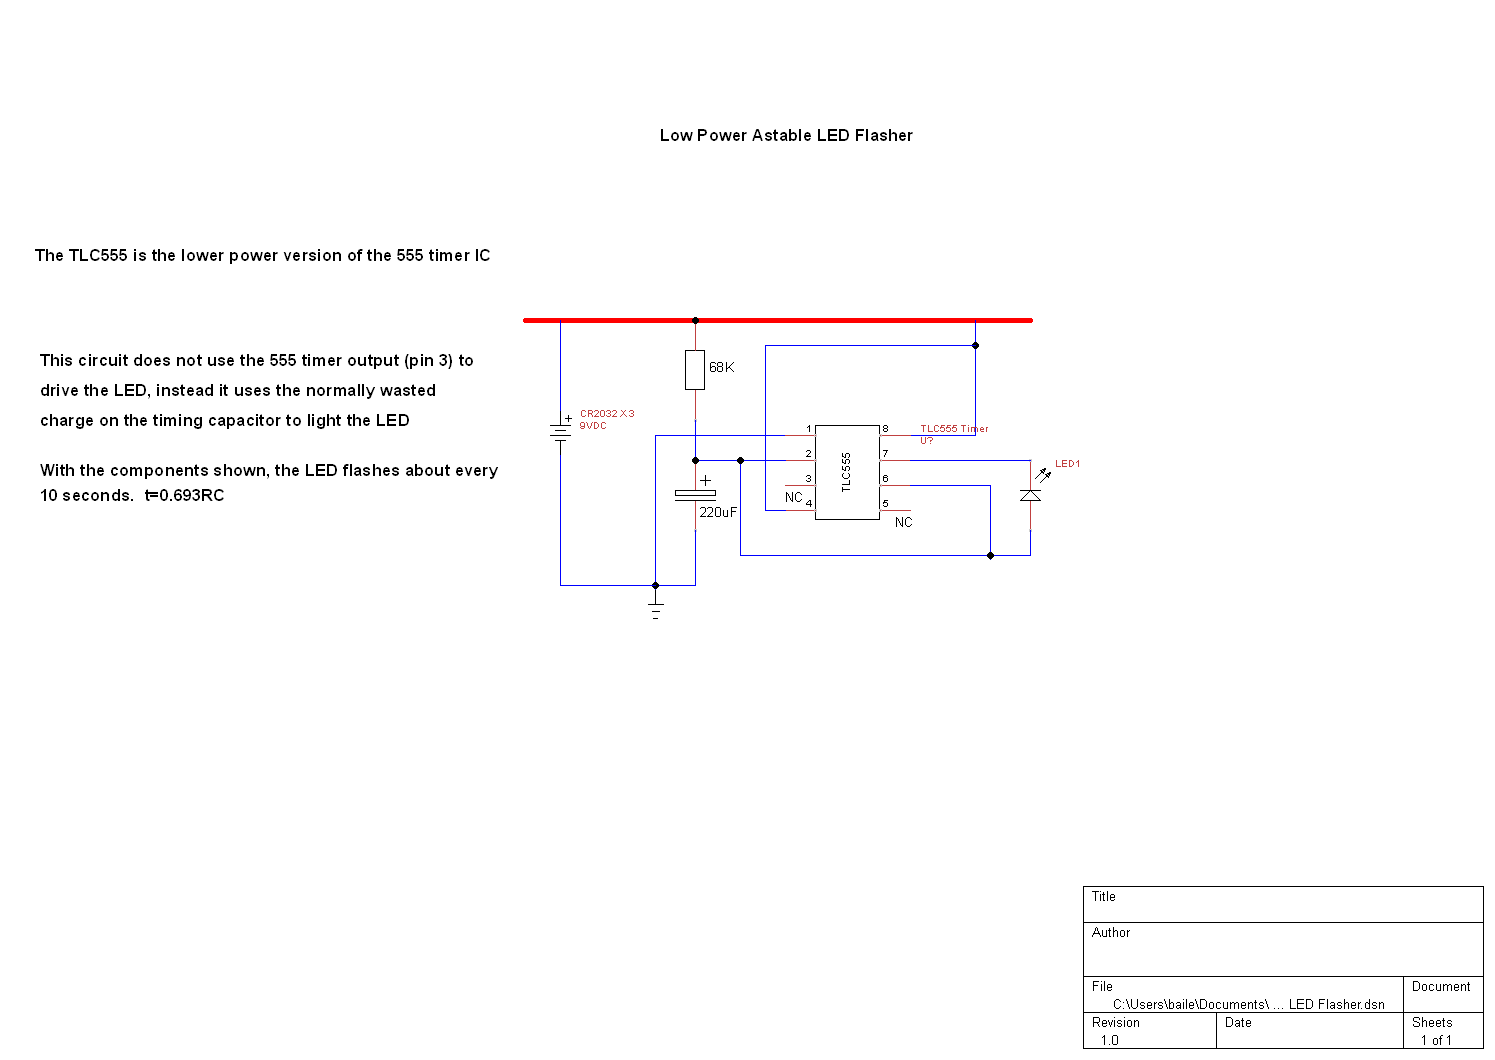 Low Power Astable LED Flasher
The TLC555 is the lower power version of the 555 timer IC
This circuit does not use the 555 timer output (pin 3) to
drive the LED, instead it uses the normally wasted
charge on the timing capacitor to light the LED
With the components shown, the LED flashes about every
10 seconds. t=0.693RC
68K
+
CR2032 X 3
9VDC
+
220uF
1
2
3
4
NC
TLC555
8
7
6
5
NC
TLC555 Timer
U?
LED1
Title
Author
File
C:\Users\baile\Documents\ ... LED Flasher.dsn
Document
Revision
1.0
Date
Sheets
1 of 1